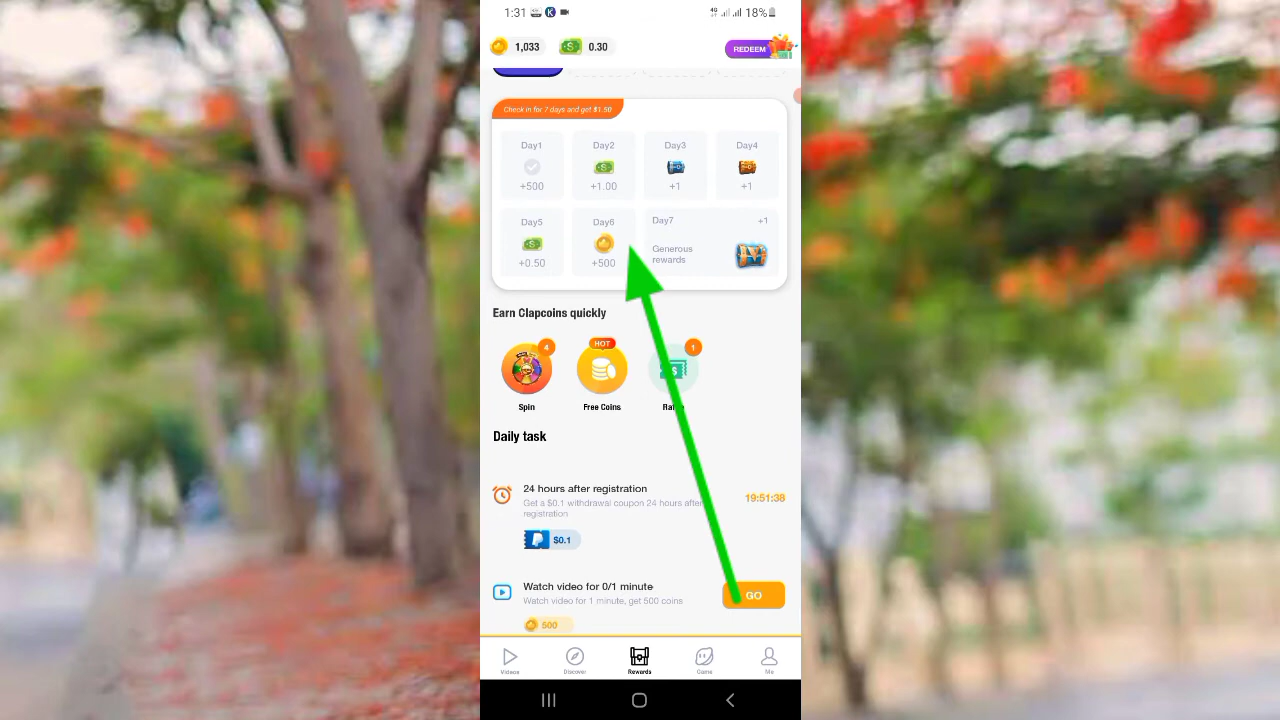 1:31
4G
18%
1,033
0.30
REDEEM
Check in for 7 days and get $1.50
Day1
Day2
Day3
Day4
+500
+1.00
+1
+1
Day5
Day6
Day7
+1
Generous
rewards
+0.50
+500
Earn Clapcoins quickly
4
HOT
1
Spin
Free Coins
Daily task
24 hours after registration
Get a $0.1 withdrawal coupon 24 hours after
registration
19:51:38
$0.1
Watch video for 0/1 minute
Watch video for 1 minute, get 500 coins
GO
500
Videos
Discover
Rewards
Game
Me